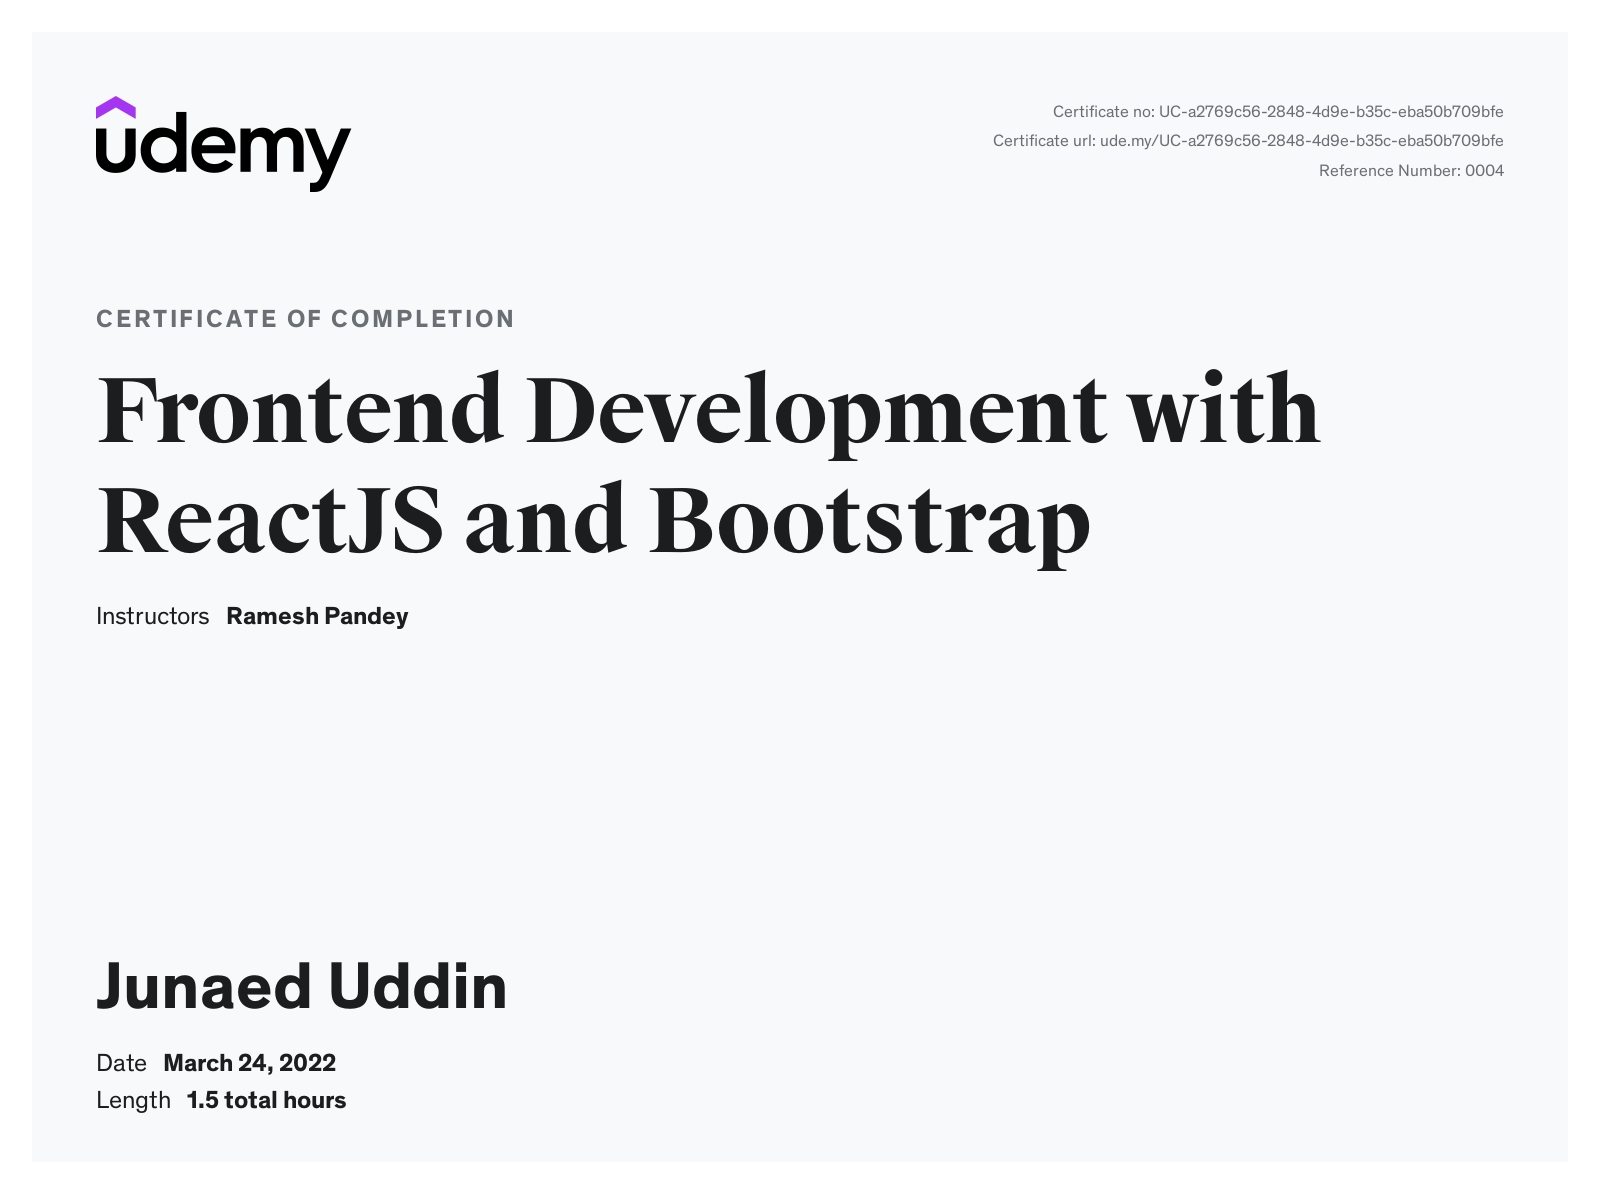 udemy
Certificate no: UC-a2769c56-2848-4d9e-b35c-eba50b709bfe
Certificate url: ude.my/UC-a2769c56-2848-4d9e-b35c-eba50b709bfe
Reference Number: 0004
CERTIFICATE OF COMPLETION
Frontend Development with
ReactJS and Bootstrap
Instructors Ramesh Pandey
Junaed Uddin
Date March 24, 2022
Length 1.5 total hours